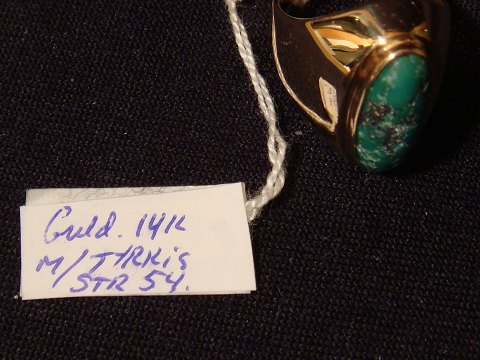 Guld. 14K
M/TYRKis
STR 54.